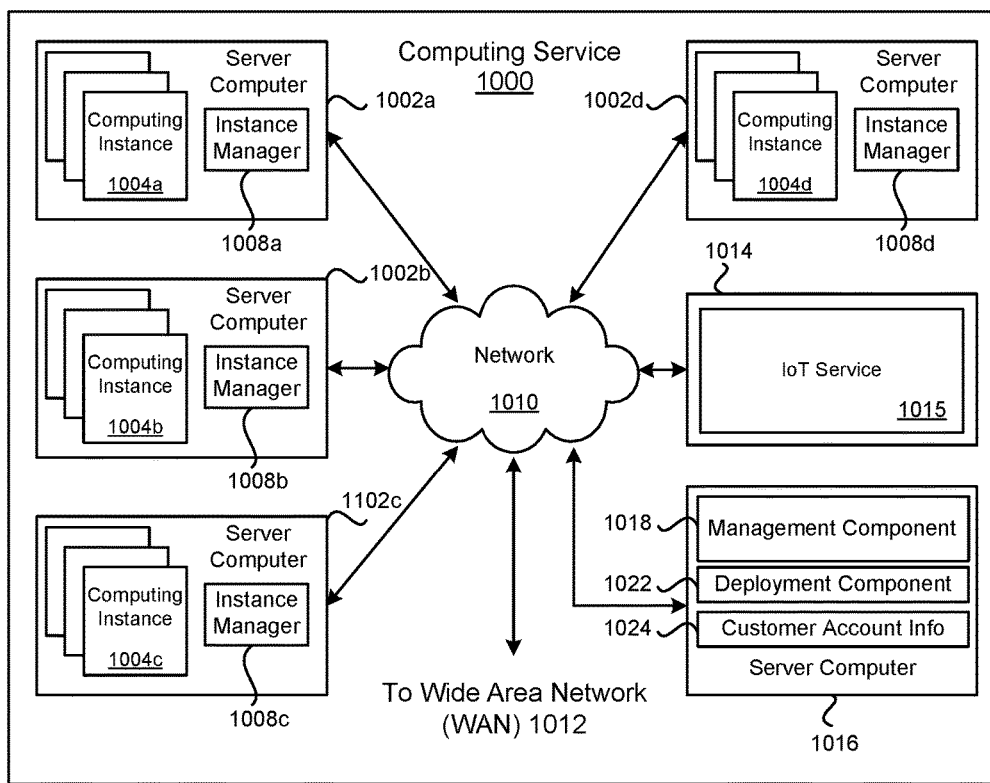 Computing Service
1000
Server
Computer
1002a
Computing
Instance
1004a
Instance
Manager
1008a
1002d
Server
Computer
Computing
Instance
1004d
Instance
Manager
1008d
1002b
Server
Computer
Computing
Instance
1004b
Instance
Manager
1008b
Network
1010
1014
IoT Service
1015
1102c
Server
Computer
Computing
Instance
1004c
Instance
Manager
1008c
To Wide Area Network
(WAN) 1012
1018
Management Component
1022
Deployment Component
1024
Customer Account Info
Server Computer
1016